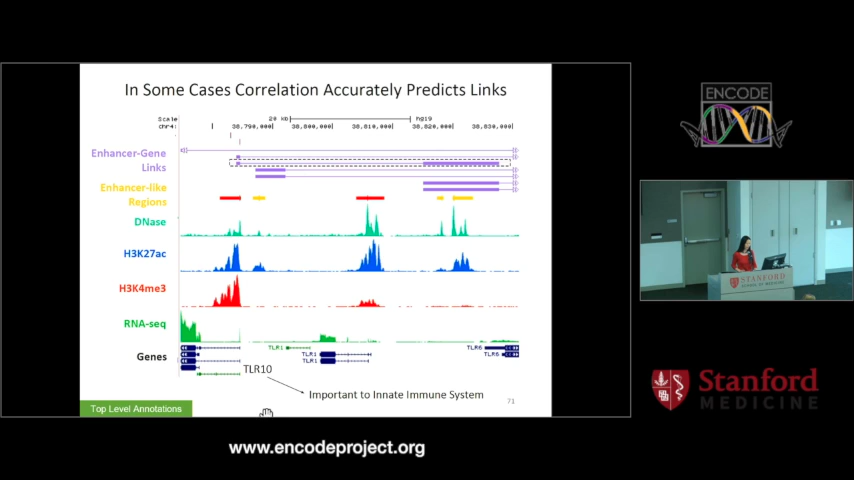 In Some Cases Correlation Accurately Predicts Links
Scale
chr4:
20 kb
hg19
38,790,000
38,800,000
38,810,000
38,820,000
38,830,000
Enhancer-Gene
Links
Enhancer-like
Regions
DNase
H3K27ac
H3K4me3
RNA-seq
Genes
TLR1
TLR1
TLR1
TLR6
TLR6
TLR10
Important to Innate Immune System
71
Top Level Annotations
www.encodeproject.org
ENCODE
STANFORD
SCHOOL OF MEDICINE
Stanford
MEDICINE